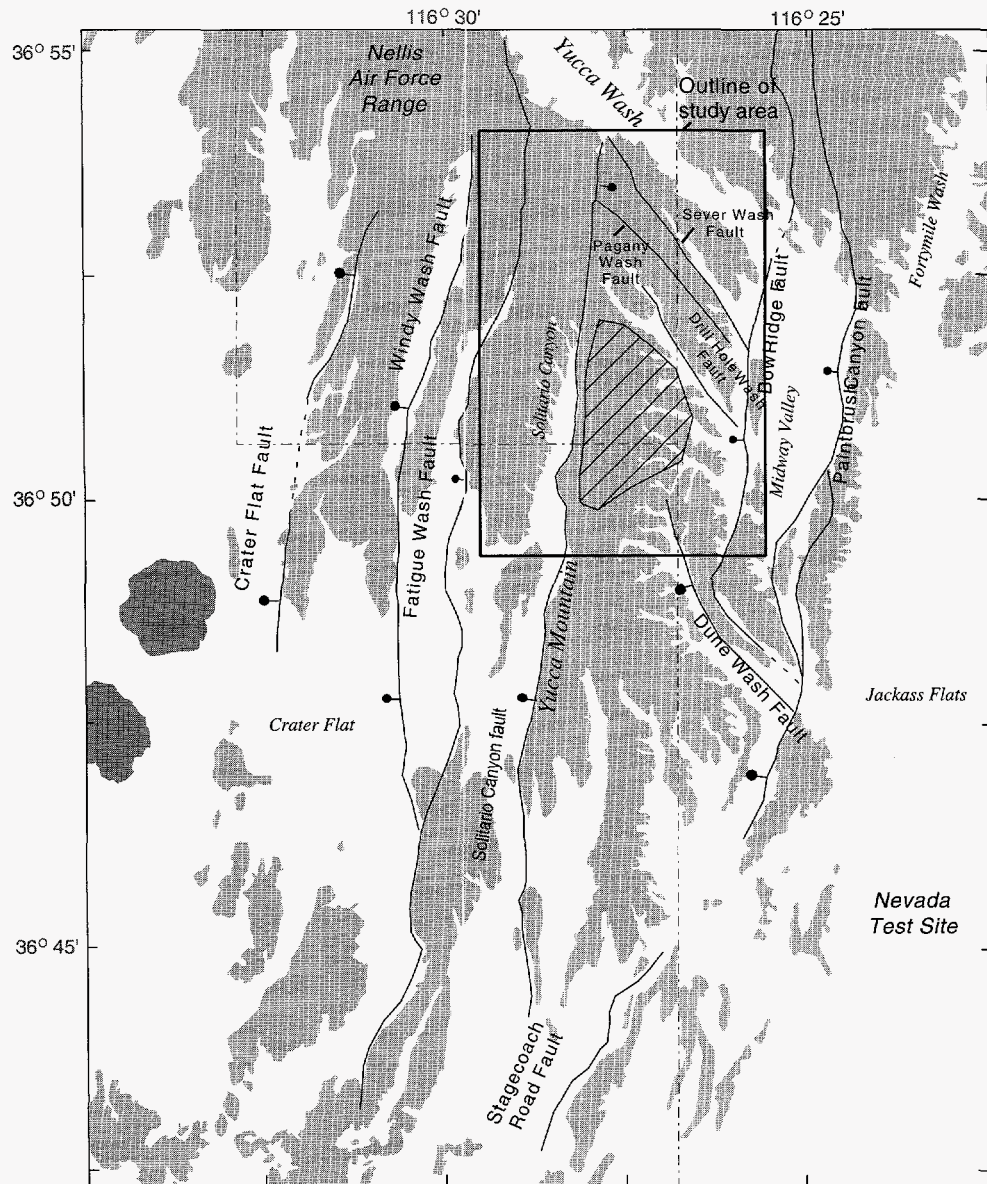 116° 30'
116° 25'
36° 55'
Nellis
Air Force
Range
Yucca Wash
Outline of
study area
Fortymile Wash
Windy Wash Fault
Sever Wash
Fault
Pagany
Wash
Fault
Bow Ridge Fault
Drill Hole Wash
Fault
Solitario Canyon
Paintbrush Canyon fault
Midway Valley
Crater Flat Fault
Fatigue Wash Fault
36° 50'
Yucca Mountain
Dune Wash Fault
Jackass Flats
Crater Flat
Solitario Canyon fault
Nevada
Test Site
36° 45'
Stagecoach
Road Fault